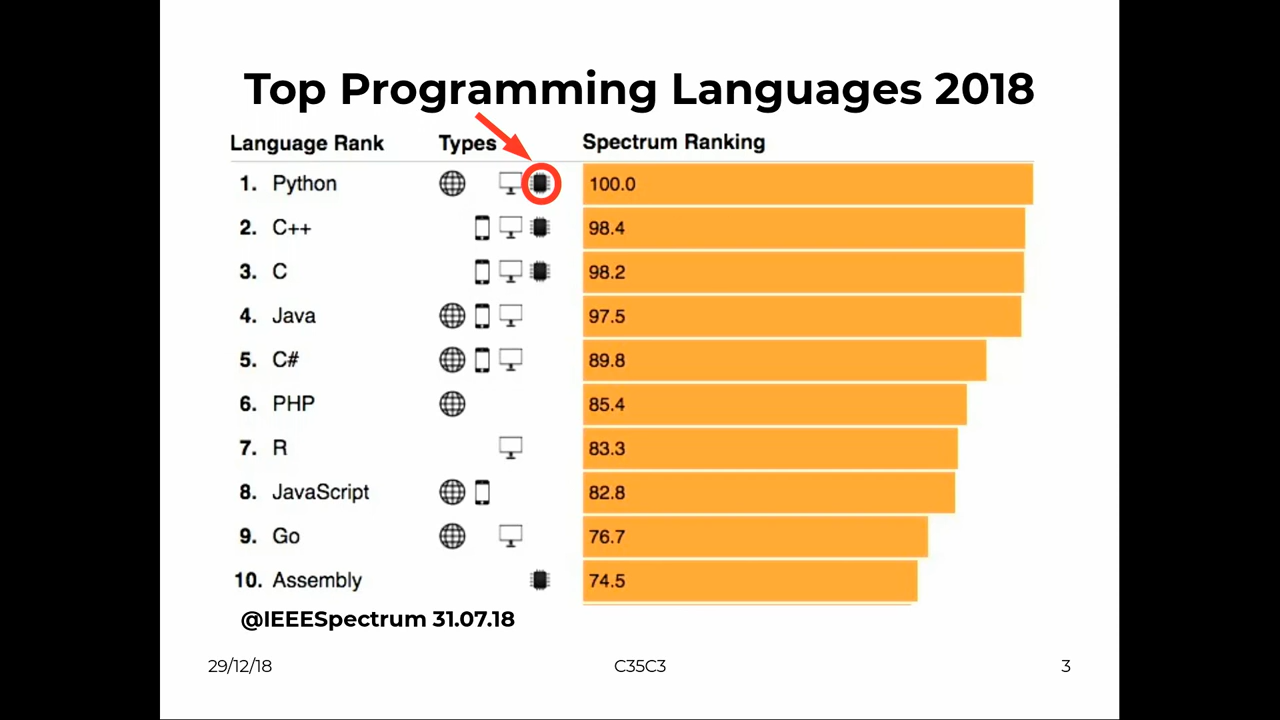 Top Programming Languages 2018
Language Rank Types Spectrum Ranking
1. Python 100.0
2. C++ 98.4
3. C 98.2
4. Java 97.5
5. C# 89.8
6. PHP 85.4
7. R 83.3
8. JavaScript 82.8
9. Go 76.7
10. Assembly 74.5
@IEEESpectrum 31.07.18
29/12/18 C35C3 3